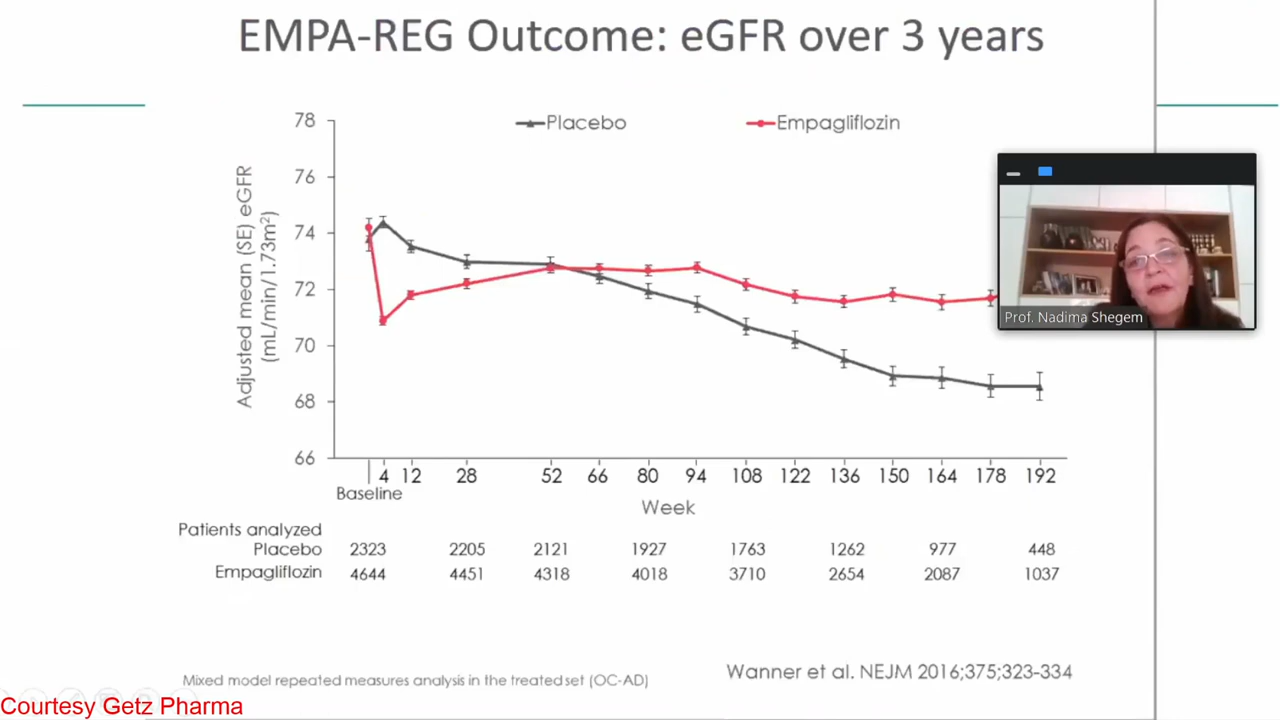 EMPA-REG Outcome: eGFR over 3 years
Placebo
Empagliflozin
78
76
74
72
70
68
66
Adjusted mean (SE) eGFR
(mL/min/1.73m²)
4 12 28 52 66 80 94 108 122 136 150 164 178 192
Baseline
Week
Prof. Nadima Shegem
Patients analyzed
Placebo 2323 2205 2121 1927 1763 1262 977 448
Empagliflozin 4644 4451 4318 4018 3710 2654 2087 1037
Wanner et al. NEJM 2016;375;323-334
Mixed model repeated measures analysis in the treated set (OC-AD)
Courtesy Getz Pharma